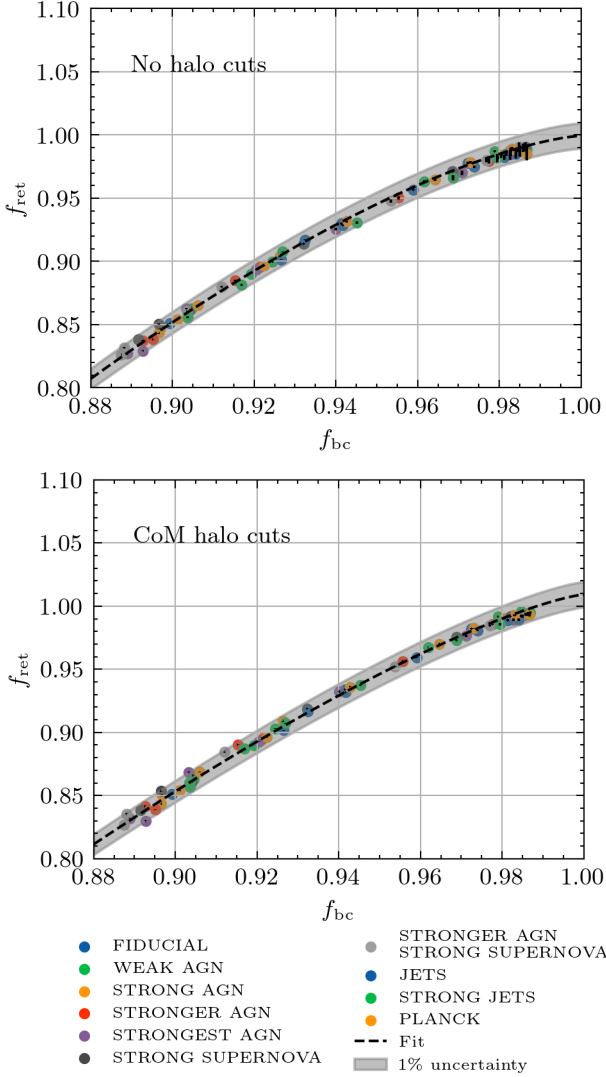 1.10
No halo cuts
1.05
1.00
f_ret
0.95
0.90
0.85
0.80
0.88 0.90 0.92 0.94 0.96 0.98 1.00
f_bc
1.10
CoM halo cuts
1.05
1.00
f_ret
0.95
0.90
0.85
0.80
0.88 0.90 0.92 0.94 0.96 0.98 1.00
f_bc
FIDUCIAL
WEAK AGN
STRONG AGN
STRONGER AGN
STRONGEST AGN
STRONG SUPERNOVA
STRONGER AGN
STRONG SUPERNOVA
JETS
STRONG JETS
PLANCK
Fit
1% uncertainty